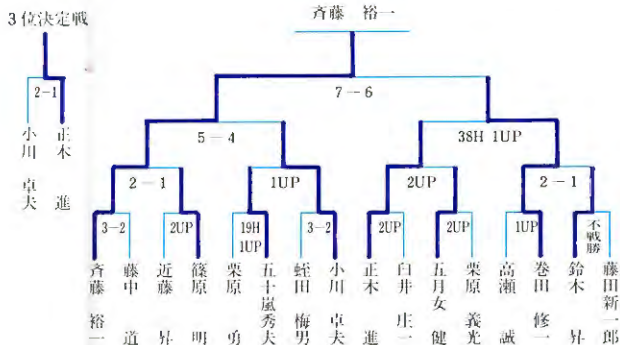 3位決定戦
2-1
小川 卓夫
正木 進
斉藤 裕一
7-6
5-4
38H 1UP
2-1
1UP
2UP
2-1
3-2
2UP
19H
1UP
3-2
2UP
2UP
1UP
不戦勝
斉藤 裕一
藤中 道
近藤 昇
篠原 明
栗原 勇
五十嵐秀夫
蛭田 梅男
小川 卓夫
正木 進
臼井 庄一
五月女 健
栗原 義光
高瀬 誠
巻田 修一
鈴木 昇
藤田新一郎